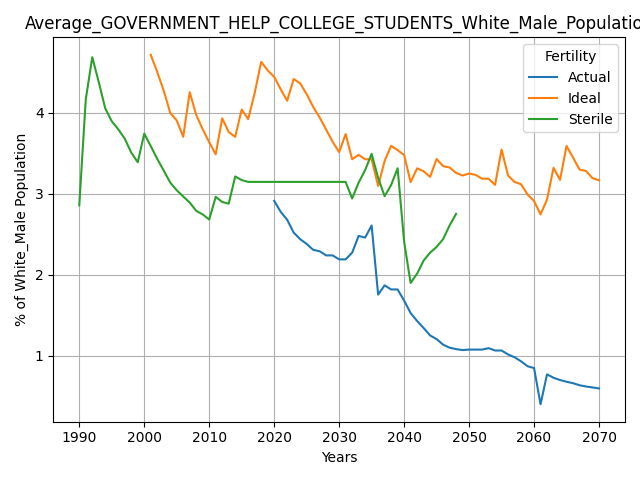 Average_GOVERNMENT_HELP_COLLEGE_STUDENTS_White_Male_Population
Fertility
Actual
Ideal
Sterile
% of White_Male Population
4
3
2
1
1990 2000 2010 2020 2030 2040 2050 2060 2070
Years